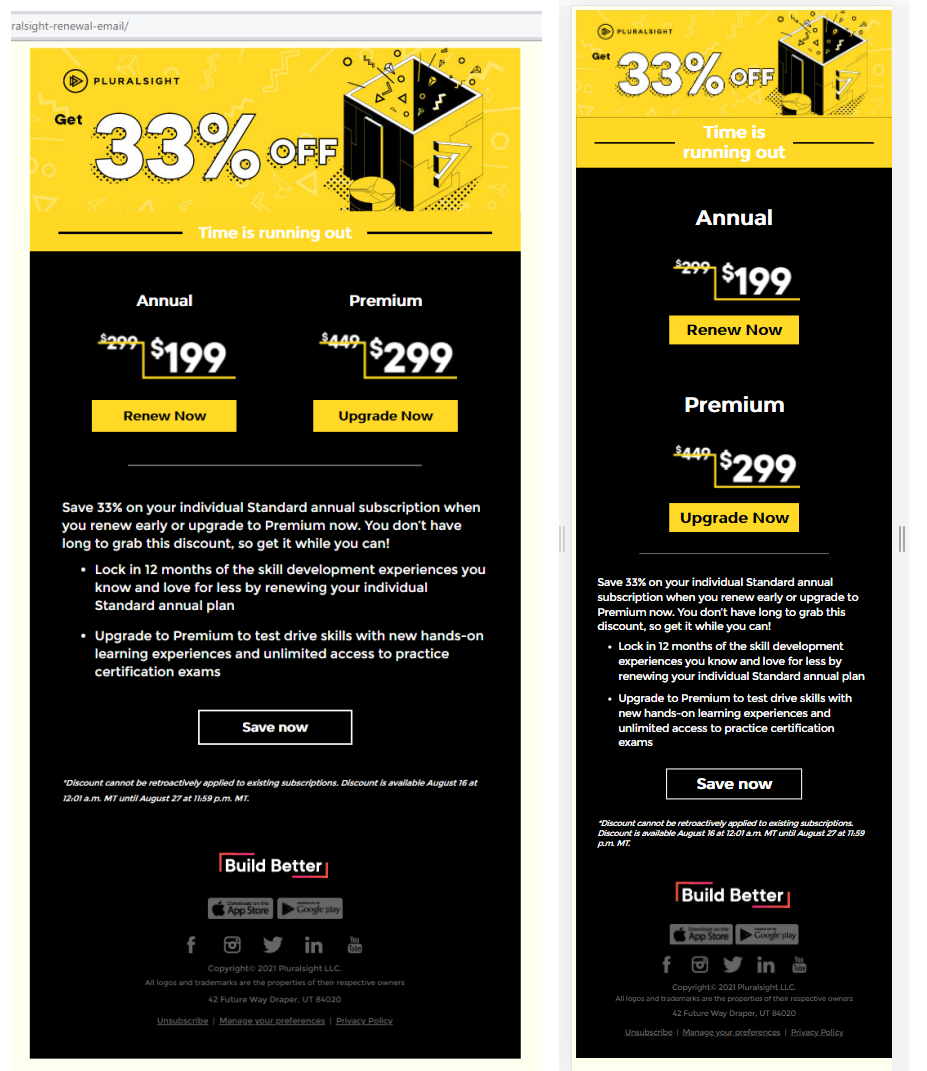 ralsight-renewal-email/
PLURALSIGHT
Get
33% OFF
Time is running out
Annual
Premium
$299 $199
$449 $299
Renew Now
Upgrade Now
Save 33% on your individual Standard annual subscription when
you renew early or upgrade to Premium now. You don't have
long to grab this discount, so get it while you can!
• Lock in 12 months of the skill development experiences you
know and love for less by renewing your individual
Standard annual plan
• Upgrade to Premium to test drive skills with new hands-on
learning experiences and unlimited access to practice
certification exams
Save now
*Discount cannot be retroactively applied to existing subscriptions. Discount is available August 16 at
12:01 a.m. MT until August 27 at 11:59 p.m. MT.
Build Better
Download on the
App Store
Google play
You
Tube
Copyright© 2021 Pluralsight LLC.
All logos and trademarks are the properties of their respective owners
42 Future Way Draper, UT 84020
Unsubscribe | Manage your preferences | Privacy Policy
PLURALSIGHT
Get
33% OFF
Time is
running out
Annual
$299 $199
Renew Now
Premium
$449 $299
Upgrade Now
Save 33% on your individual Standard annual
subscription when you renew early or upgrade to
Premium now. You don't have long to grab this
discount, so get it while you can!
• Lock in 12 months of the skill development
experiences you know and love for less by
renewing your individual Standard annual plan
• Upgrade to Premium to test drive skills with
new hands-on learning experiences and
unlimited access to practice certification
exams
Save now
*Discount cannot be retroactively applied to existing subscriptions.
Discount is available August 16 at 12:01 a.m. MT until August 27 at 11:59
p.m. MT.
Build Better
Download on the
App Store
Google play
You
Tube
Copyright© 2021 Pluralsight LLC.
All logos and trademarks are the properties of their respective owners
42 Future Way Draper, UT 84020
Unsubscribe | Manage your preferences | Privacy Policy